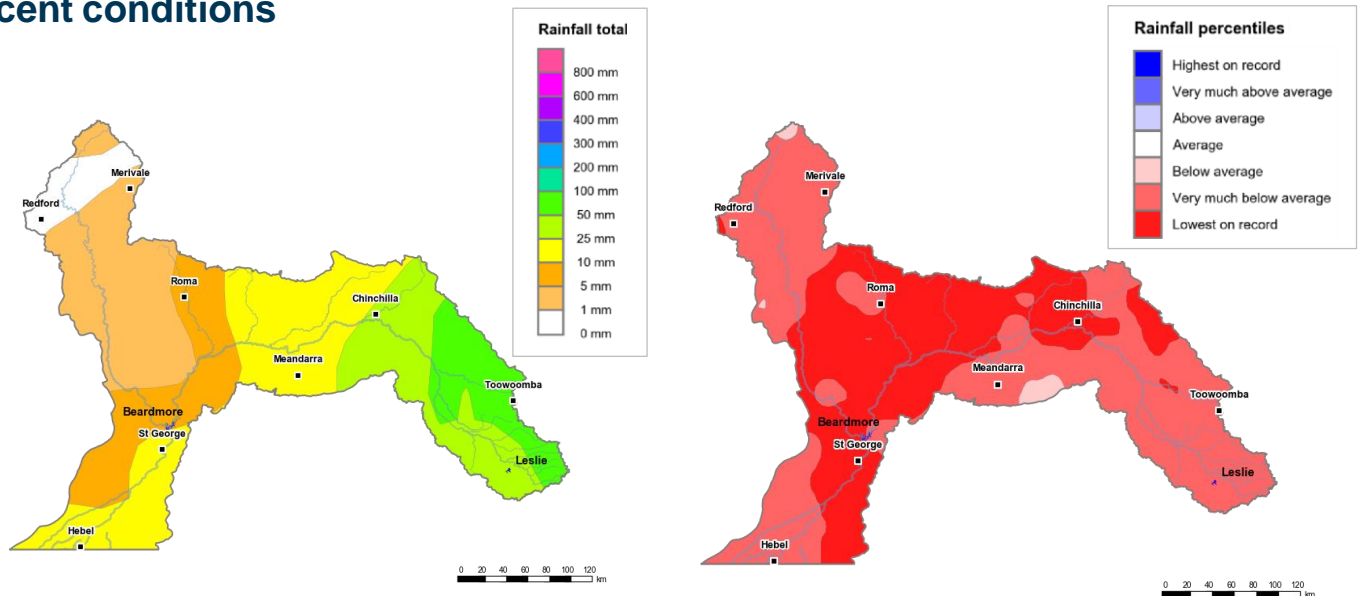 cent conditions
Rainfall total
800 mm
600 mm
400 mm
300 mm
200 mm
100 mm
50 mm
25 mm
10 mm
5 mm
1 mm
0 mm
Merivale
Redford
Roma
Chinchilla
Meandarra
Toowoomba
Beardmore
St George
Leslie
Hebel
0 20 40 60 80 100 120
km
Rainfall percentiles
Highest on record
Very much above average
Above average
Average
Below average
Very much below average
Lowest on record
Merivale
Redford
Roma
Chinchilla
Meandarra
Toowoomba
Beardmore
St George
Leslie
Hebel
0 20 40 60 80 100 120
km